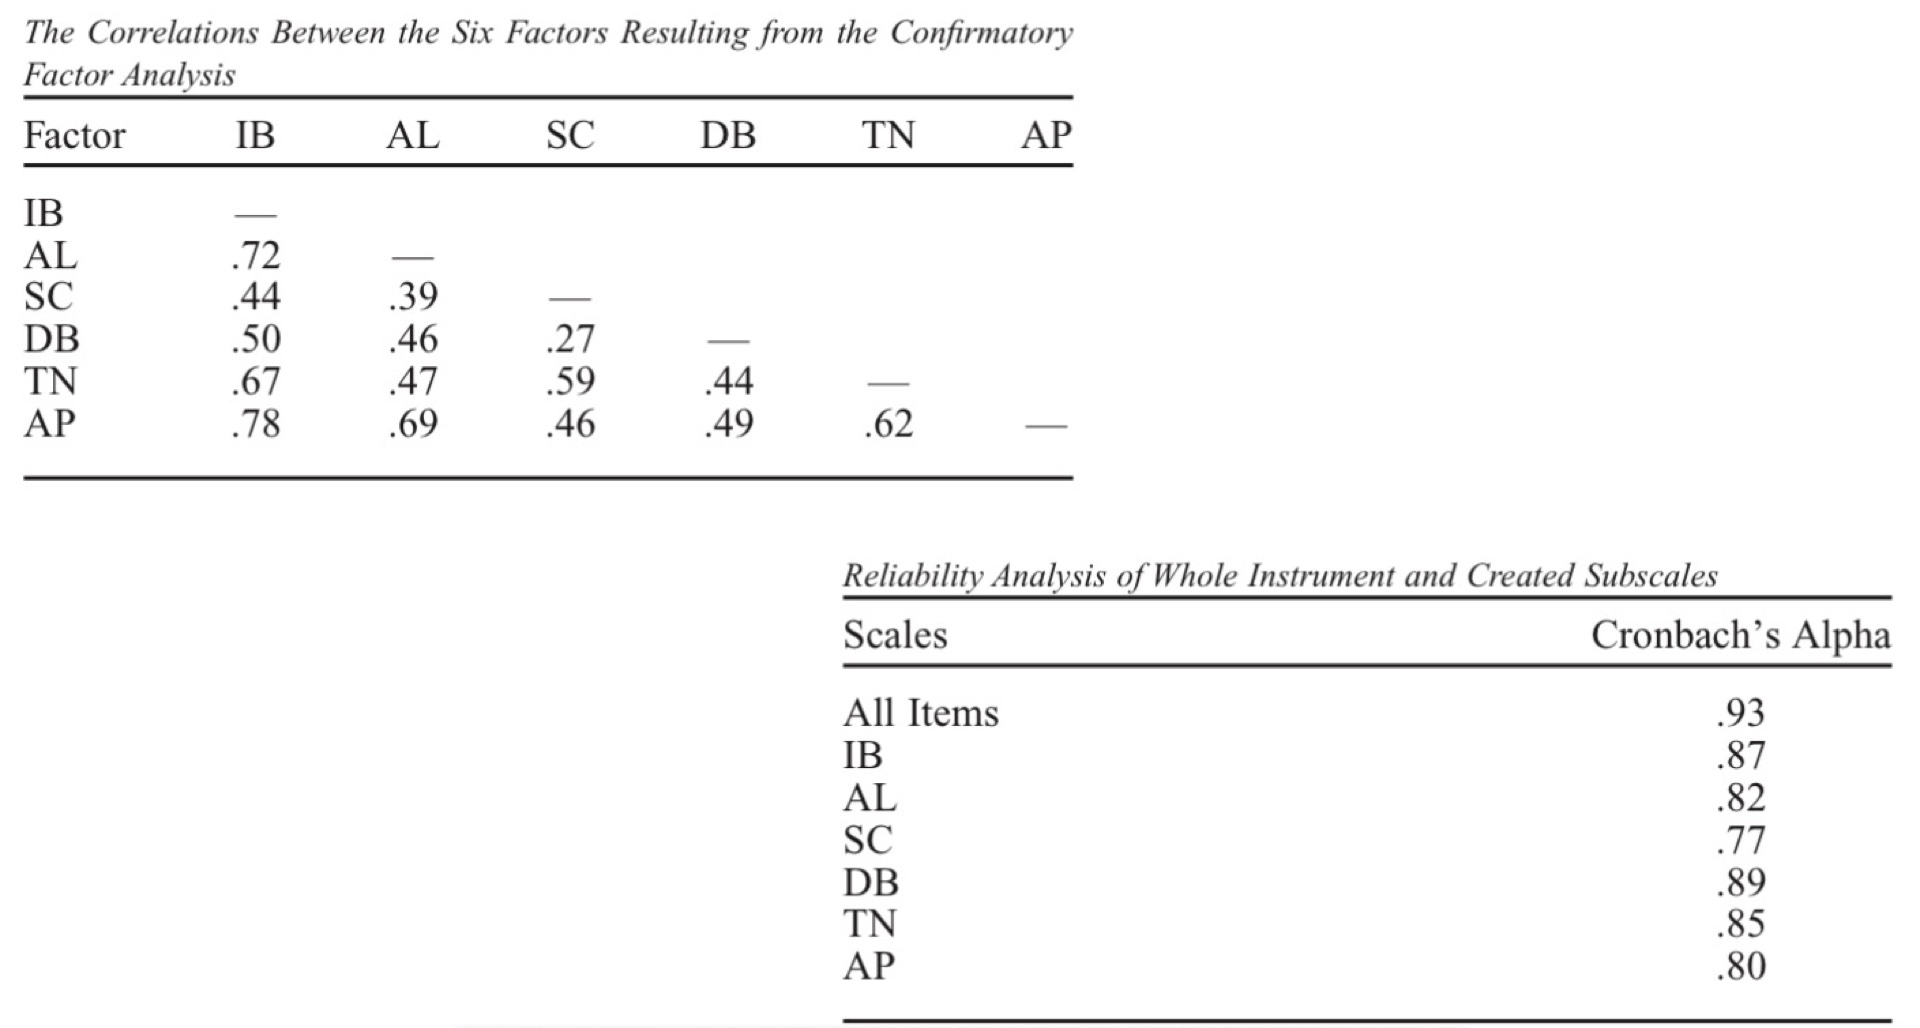 The Correlations Between the Six Factors Resulting from the Confirmatory
Factor Analysis
Factor IB AL SC DB TN AP
IB —
AL .72 —
SC .44 .39 —
DB .50 .46 .27 —
TN .67 .47 .59 .44 —
AP .78 .69 .46 .49 .62 —
Reliability Analysis of Whole Instrument and Created Subscales
Scales Cronbach’s Alpha
All Items .93
IB .87
AL .82
SC .77
DB .89
TN .85
AP .80